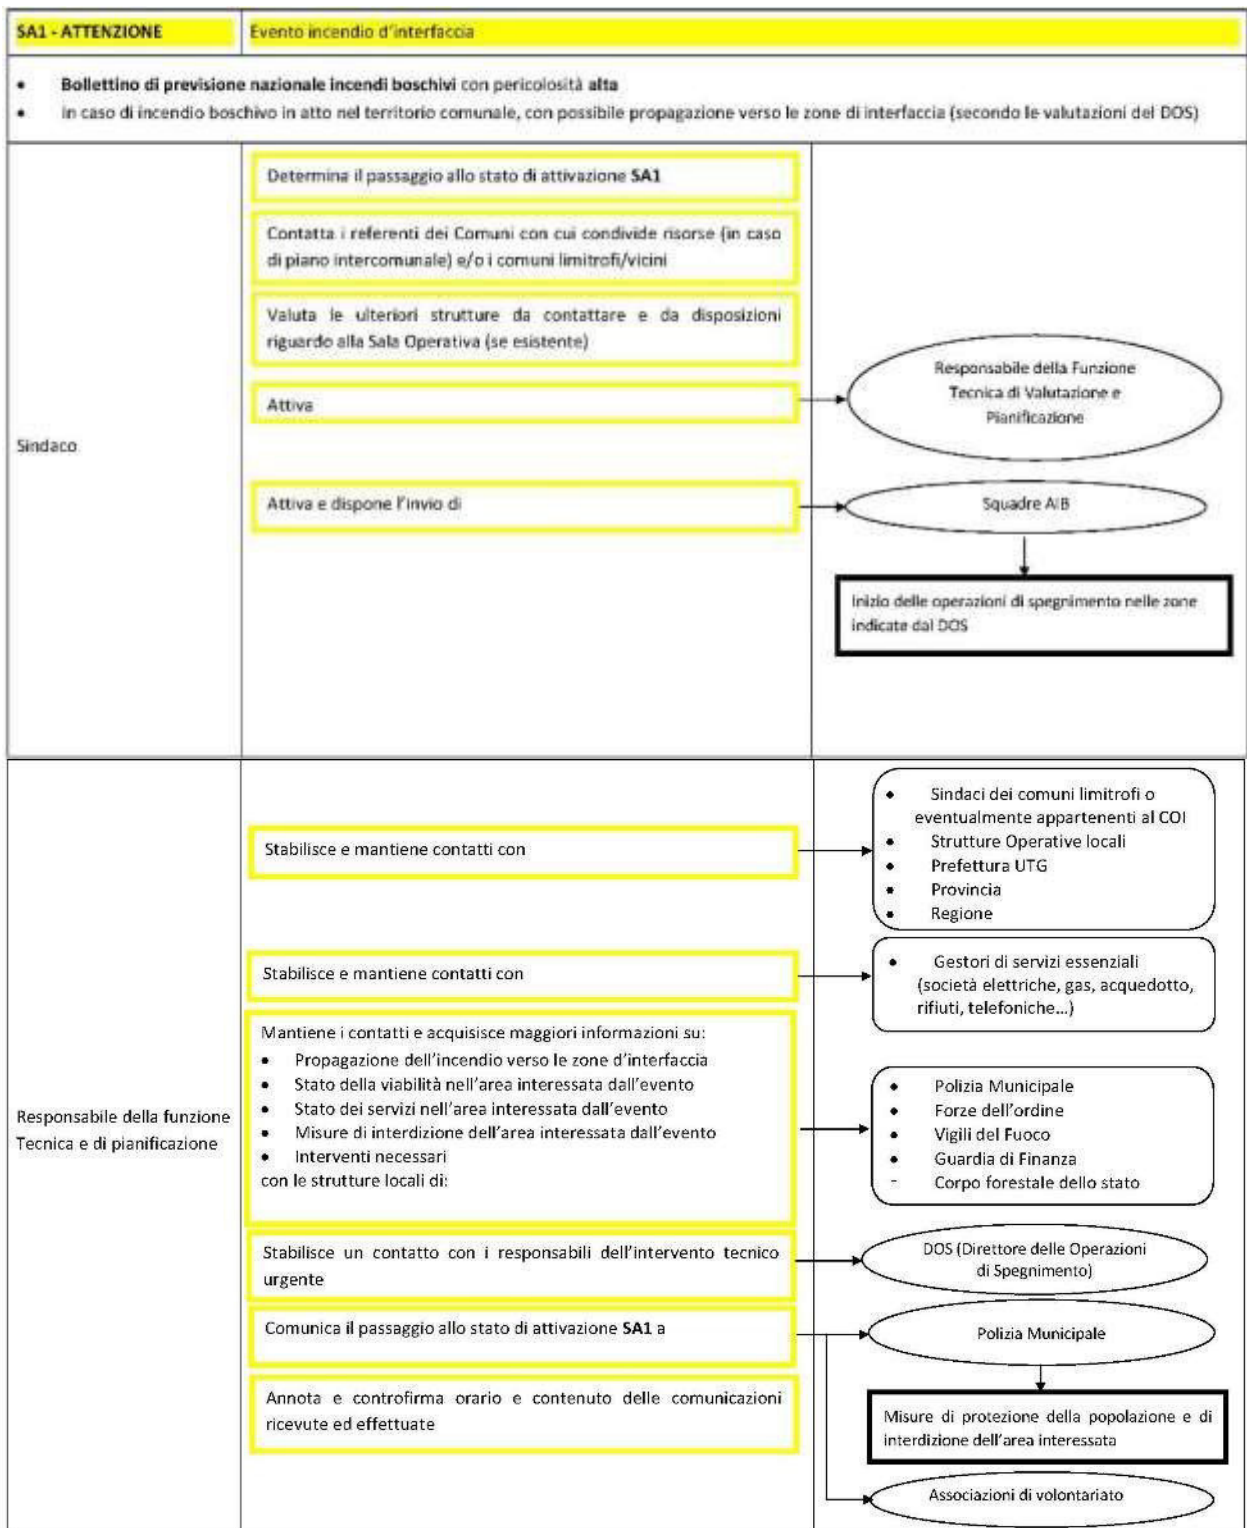 SA1 - ATTENZIONE
Evento incendio d'interfaccia
• Bollettino di previsione nazionale incendi boschivi con pericolosità alta
• In caso di incendio boschivo in atto nel territorio comunale, con possibile propagazione verso le zone di interfaccia (secondo le valutazioni del DOS)
Sindaco
Determina il passaggio allo stato di attivazione SA1
Contatta i referenti dei Comuni con cui condivide risorse (in caso
di piano intercomunale) e/o i comuni limitrofi/vicini
Valuta le ulteriori strutture da contattare e da disposizioni
riguardo alla Sala Operativa (se esistente)
Attiva
Responsabile della Funzione
Tecnica di Valutazione e
Pianificazione
Attiva e dispone l'invio di
Squadre AIB
Inizio delle operazioni di spegnimento nelle zone
indicate dal DOS
Responsabile della funzione
Tecnica e di pianificazione
Stabilisce e mantiene contatti con
• Sindaci dei comuni limitrofi o
eventualmente appartenenti al COI
• Strutture Operative locali
• Prefettura UTG
• Provincia
• Regione
Stabilisce e mantiene contatti con
• Gestori di servizi essenziali
(società elettriche, gas, acquedotto,
rifiuti, telefoniche...)
Mantiene i contatti e acquisisce maggiori informazioni su:
• Propagazione dell'incendio verso le zone d'interfaccia
• Stato della viabilità nell'area interessata dall'evento
• Stato dei servizi nell'area interessata dall'evento
• Misure di interdizione dell'area interessata dall'evento
• Interventi necessari
con le strutture locali di:
• Polizia Municipale
• Forze dell'ordine
• Vigili del Fuoco
• Guardia di Finanza
- Corpo forestale dello stato
Stabilisce un contatto con i responsabili dell'intervento tecnico
urgente
DOS (Direttore delle Operazioni
di Spegnimento)
Comunica il passaggio allo stato di attivazione SA1 a
Polizia Municipale
Annota e controfirma orario e contenuto delle comunicazioni
ricevute ed effettuate
Misure di protezione della popolazione e di
interdizione dell'area interessata
Associazioni di volontariato